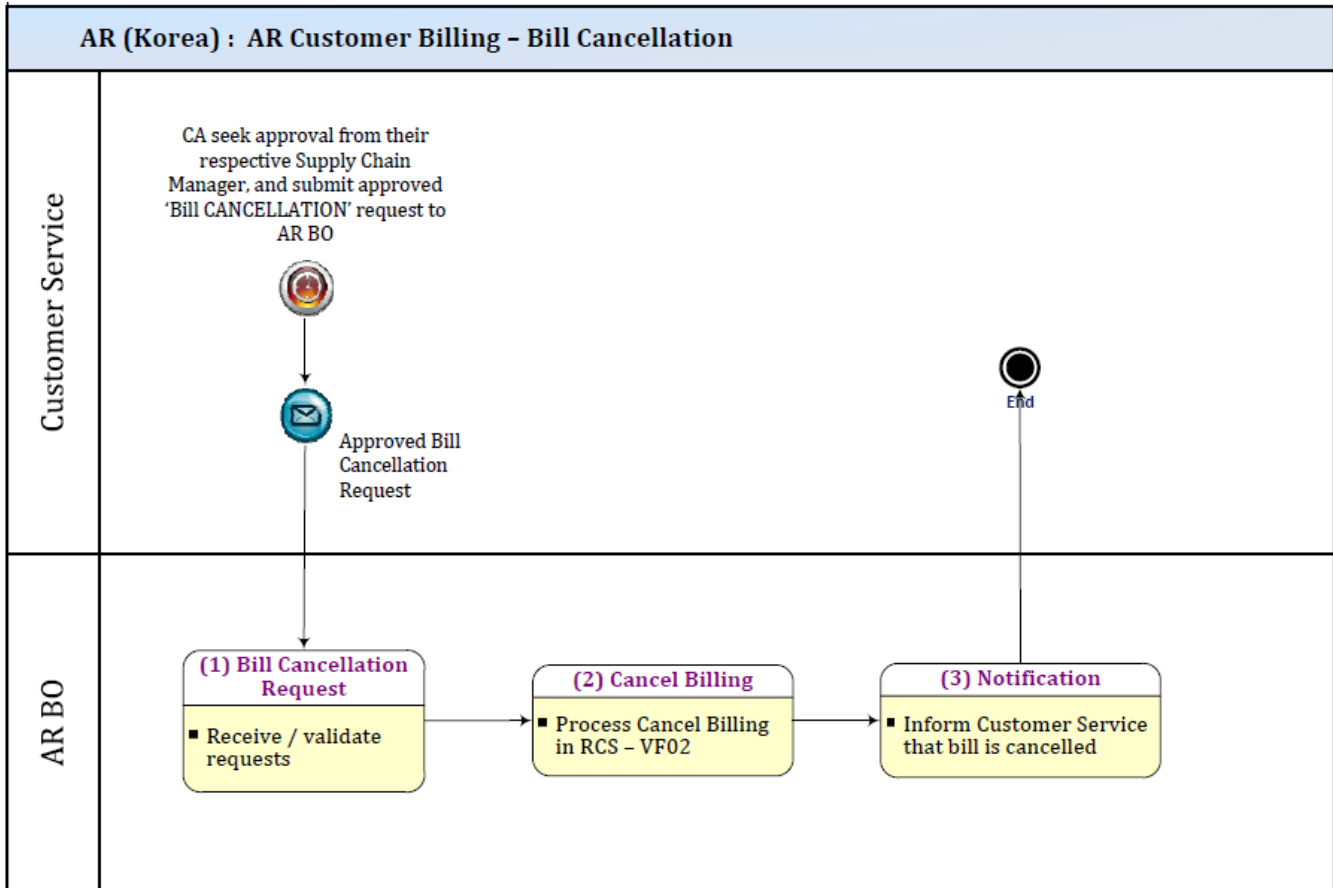 AR (Korea) :  AR Customer Billing – Bill Cancellation
Customer Service
CA seek approval from their
respective Supply Chain
Manager, and submit approved
‘Bill CANCELLATION’ request to
AR BO
Approved Bill
Cancellation
Request
End
AR BO
(1) Bill Cancellation
Request
▪ Receive / validate
requests
(2) Cancel Billing
▪ Process Cancel Billing
in RCS – VF02
(3) Notification
▪ Inform Customer Service
that bill is cancelled